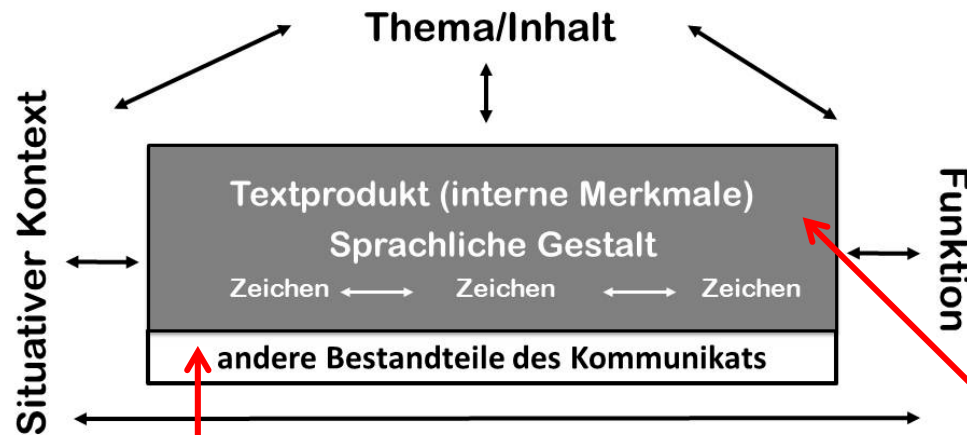 Thema/Inhalt
Situativer Kontext
Textprodukt (interne Merkmale)
Sprachliche Gestalt
Zeichen Zeichen Zeichen
andere Bestandteile des Kommunikats
Funktion